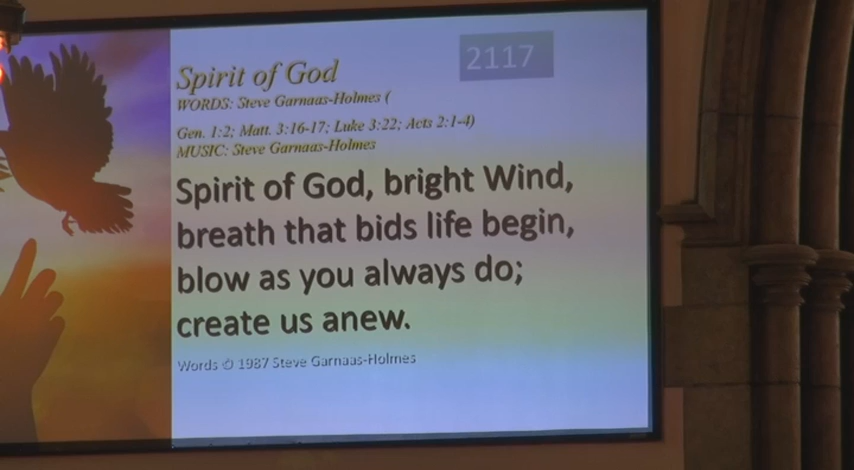 Spirit of God
2117
WORDS: Steve Garnaas-Holmes (
Gen. 1:2; Matt. 3:16-17; Luke 3:22; Acts 2:1-4)
MUSIC: Steve Garnaas-Holmes
Spirit of God, bright Wind,
breath that bids life begin,
blow as you always do;
create us anew.
Words © 1987 Steve Garnaas-Holmes